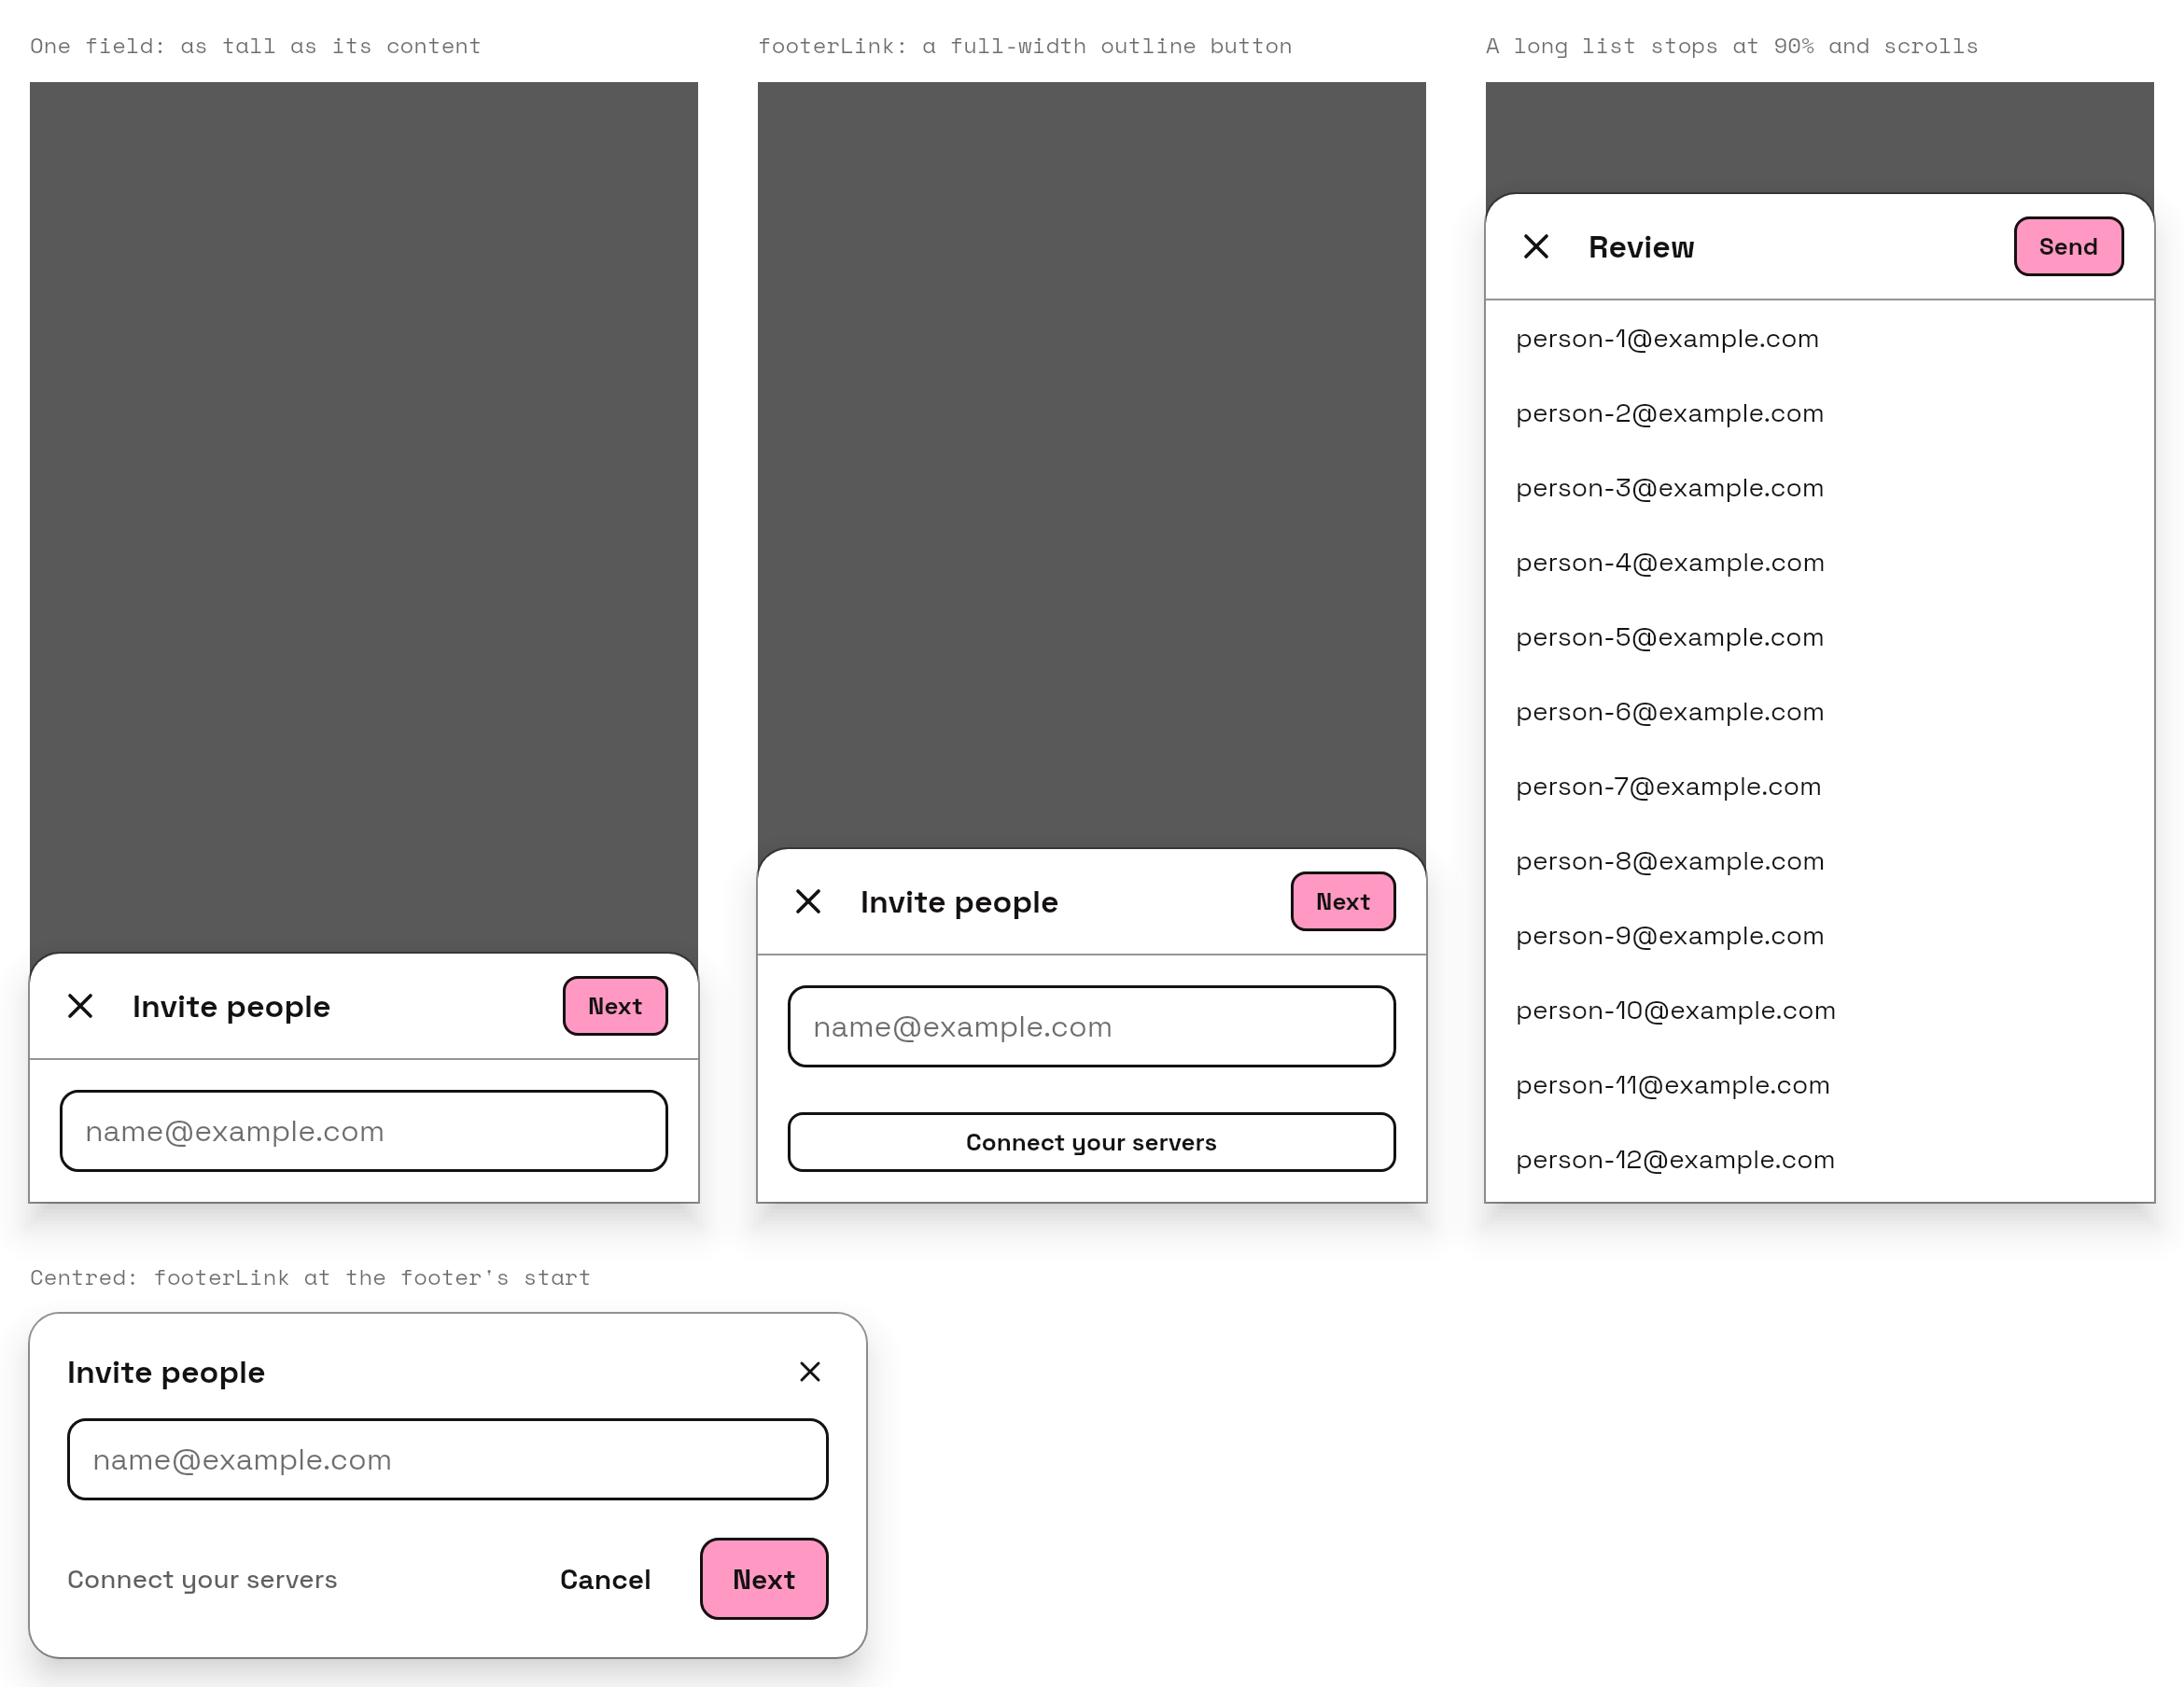 One field: as tall as its content
Invite people
Next
name@example.com
footerLink: a full-width outline button
Invite people
Next
name@example.com
Connect your servers
A long list stops at 90% and scrolls
Review
Send
person-1@example.com
person-2@example.com
person-3@example.com
person-4@example.com
person-5@example.com
person-6@example.com
person-7@example.com
person-8@example.com
person-9@example.com
person-10@example.com
person-11@example.com
person-12@example.com
Centred: footerLink at the footer's start
Invite people
name@example.com
Connect your servers
Cancel
Next